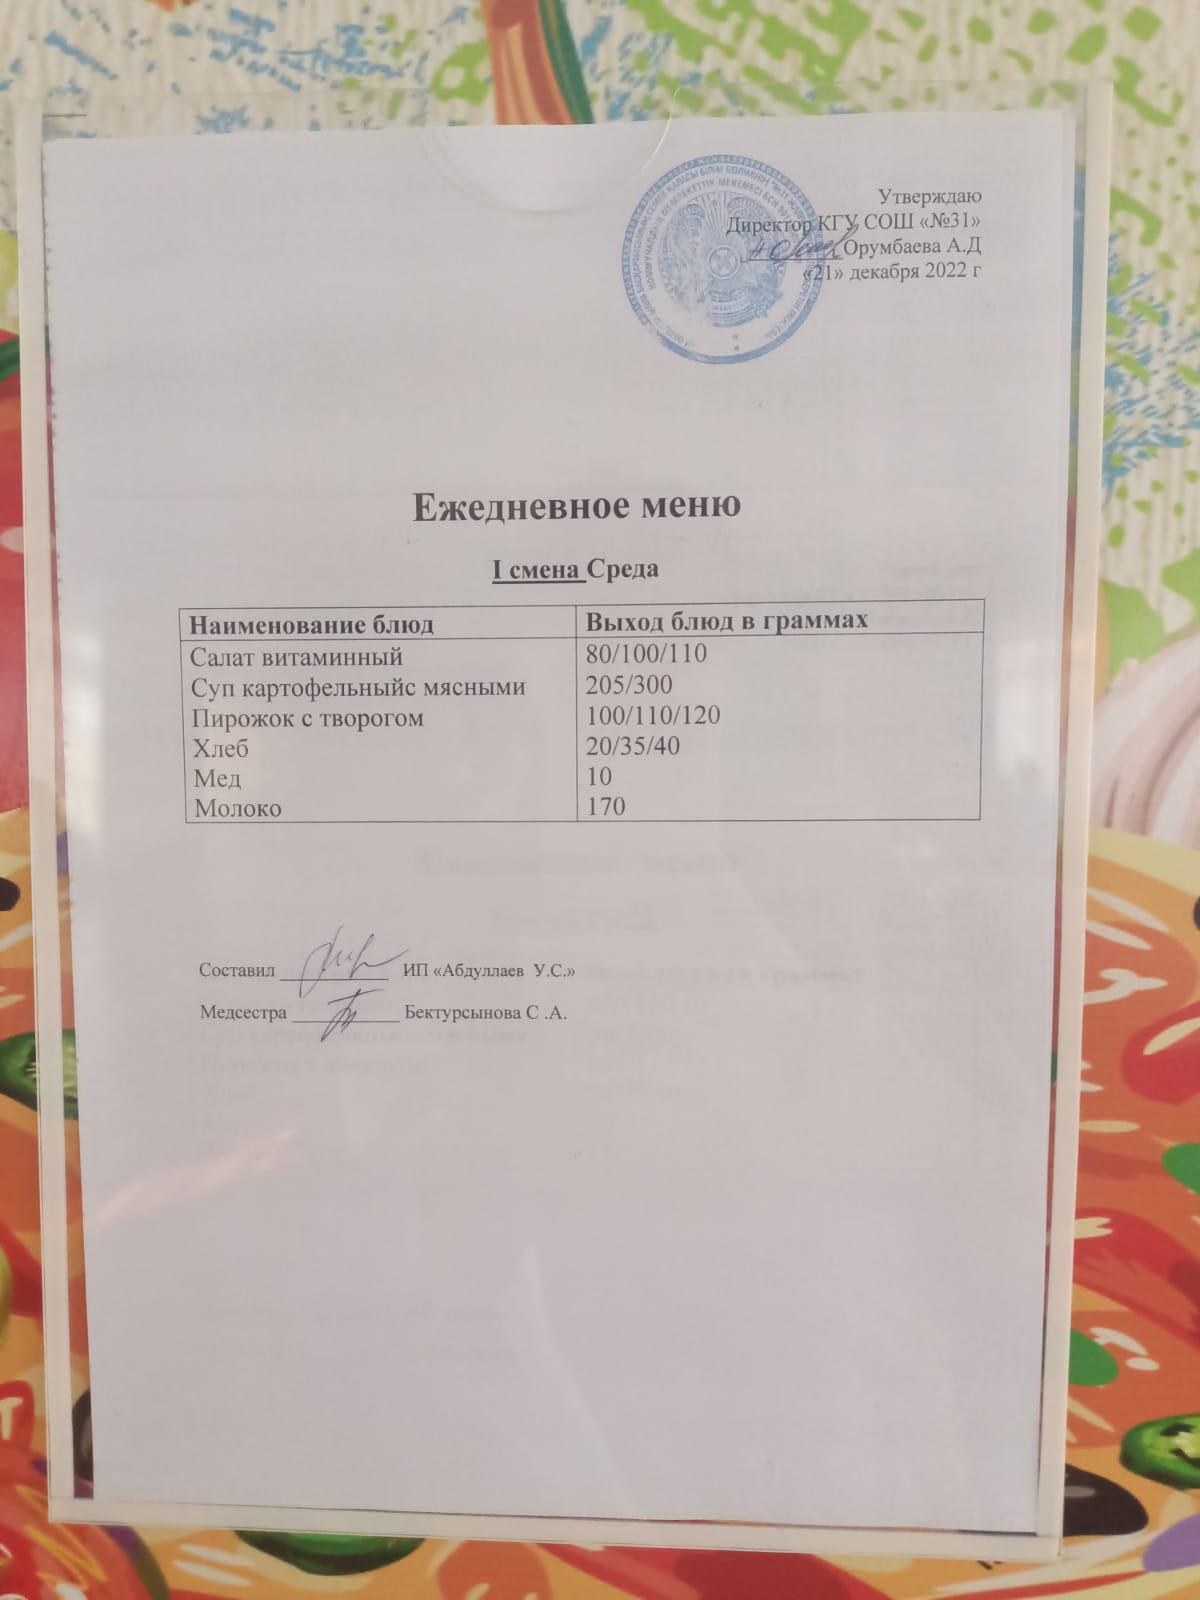 Утверждаю
Директор КГУ СОШ «№31»
Орумбаева А.Д
«21» декабря 2022 г
Ежедневное меню
I смена Среда
Наименование блюд Выход блюд в граммах
Салат витаминный 80/100/110
Суп картофельныйс мясными 205/300
Пирожок с творогом 100/110/120
Хлеб 20/35/40
Мед 10
Молоко 170
Составил ИП «Абдуллаев У.С.»
Медсестра Бектурсынова С .А.